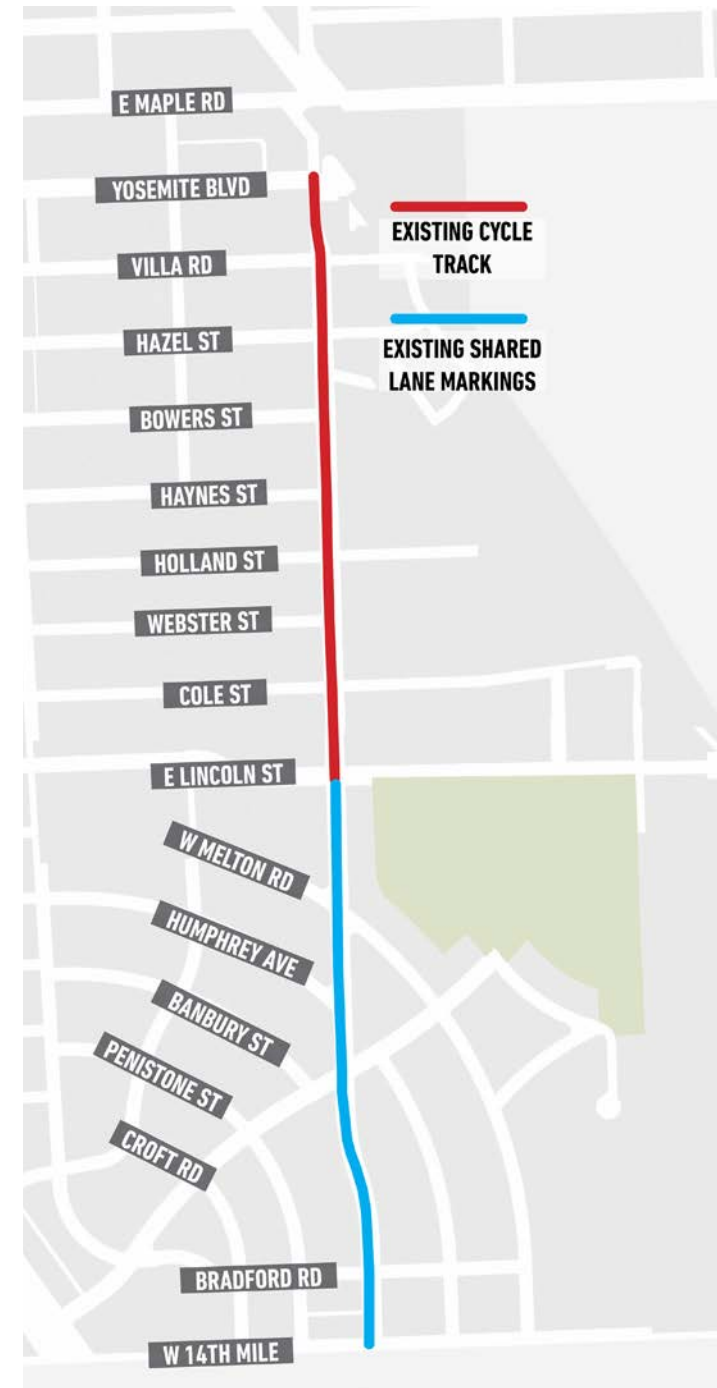 E MAPLE RD
YOSEMITE BLVD
EXISTING CYCLE
TRACK
VILLA RD
HAZEL ST
EXISTING SHARED
LANE MARKINGS
BOWERS ST
HAYNES ST
HOLLAND ST
WEBSTER ST
COLE ST
E LINCOLN ST
W MELTON RD
HUMPHREY AVE
BANBURY ST
PENISTONE ST
CROFT RD
BRADFORD RD
W 14TH MILE